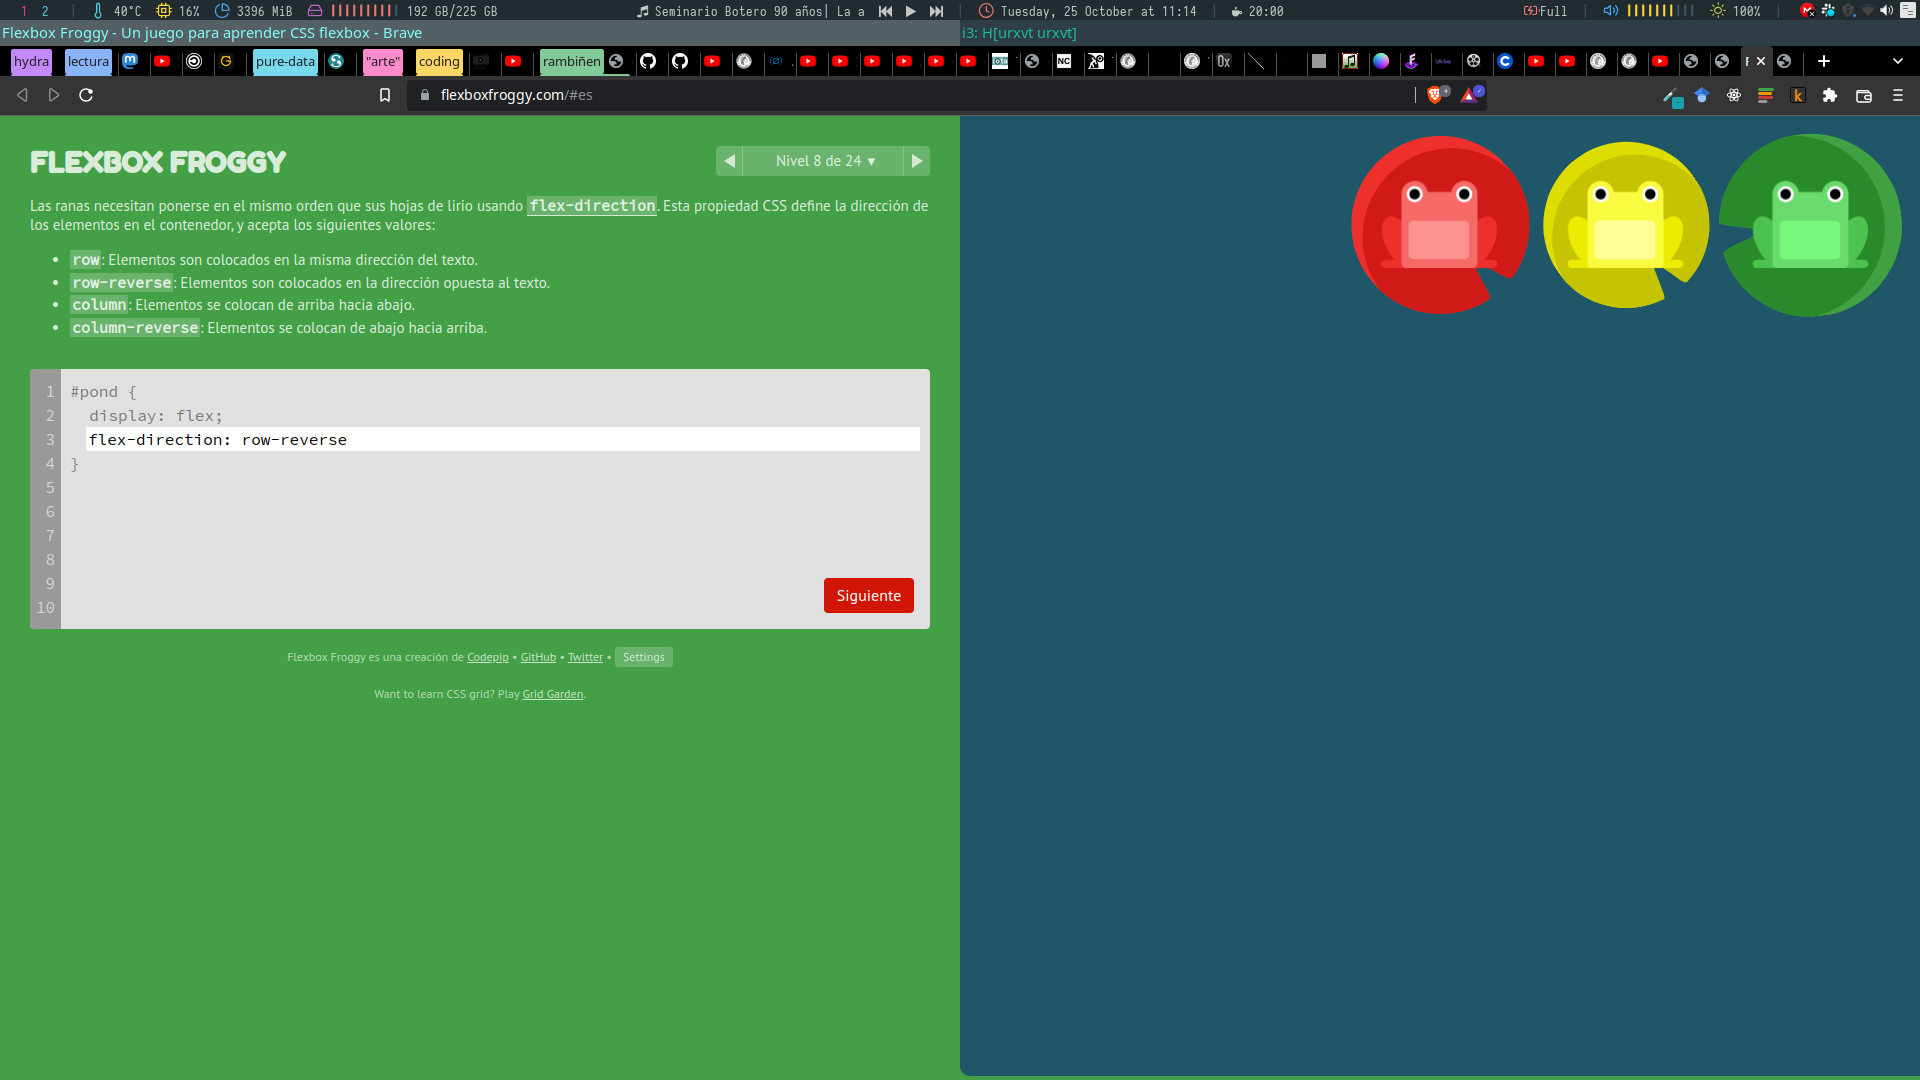 1 2 40°C 16% 3396 MiB 192 GB/225 GB Seminario Botero 90 años| La a Tuesday, 25 October at 11:14 20:00 Full 100%
Flexbox Froggy - Un juego para aprender CSS flexbox - Brave i3: H[urxvt urxvt]
hydra lectura pure-data "arte" coding rambiñen
flexboxfroggy.com/#es
FLEXBOX FROGGY
Nivel 8 de 24 ▾
Las ranas necesitan ponerse en el mismo orden que sus hojas de lirio usando flex-direction. Esta propiedad CSS define la dirección de
los elementos en el contenedor, y acepta los siguientes valores:
• row: Elementos son colocados en la misma dirección del texto.
• row-reverse: Elementos son colocados en la dirección opuesta al texto.
• column: Elementos se colocan de arriba hacia abajo.
• column-reverse: Elementos se colocan de abajo hacia arriba.
1 #pond {
2 display: flex;
3 flex-direction: row-reverse
4 }
5
6
7
8
9
10
Siguiente
Flexbox Froggy es una creación de Codepip • GitHub • Twitter • Settings
Want to learn CSS grid? Play Grid Garden.